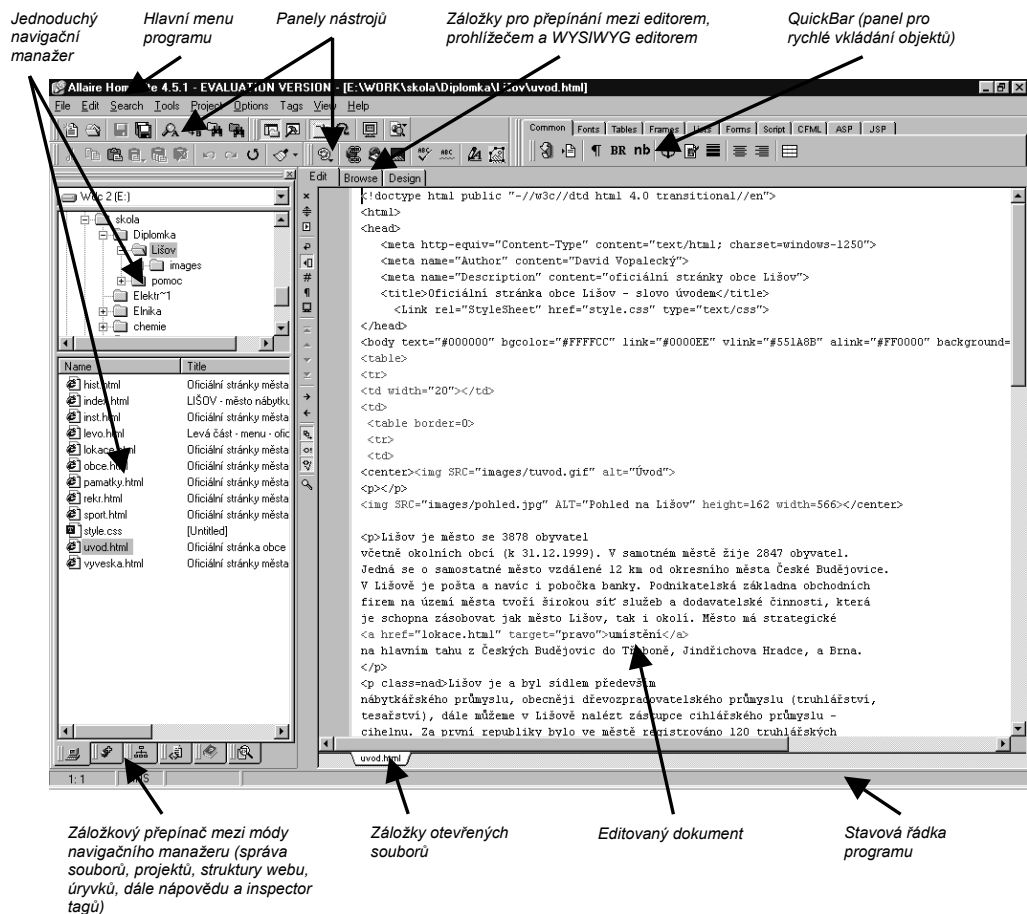 Jednoduchý
navigační
manažer
Hlavní menu
programu
Panely nástrojů
Záložky pro přepínání mezi editorem,
prohlížečem a WYSIWYG editorem
QuickBar (panel pro
rychlé vkládání objektů)
Allaire Ho te 4.5.1 - EVALUATION VERSION - [E:\WORK\skola\Diplomka\Lišov\uvod.html]
File Edit Search Tools Project Options Tags View Help
Common Fonts Tables Frames Lists Forms Script CFML ASP JSP
¶ BR nb
Edit Browse Design
Wdc 2 (E:)
skola
Diplomka
Lišov
images
pomoc
Elektr~1
Elnika
chemie
Name Title
hist.html Oficiální stránky města
index.html LIŠOV - město nábytku
inst.html Oficiální stránky města
levo.html Levá část - menu - ofic
lokace.html Oficiální stránky města
obce.html Oficiální stránky města
pamatky.html Oficiální stránky města
rekr.html Oficiální stránky města
sport.html Oficiální stránky města
style.css [Untitled]
uvod.html Oficiální stránka obce
vyveska.html Oficiální stránky města
<!doctype html public "-//w3c//dtd html 4.0 transitional//en">
<html>
<head>
<meta http-equiv="Content-Type" content="text/html; charset=windows-1250">
<meta name="Author" content="David Vopalecký">
<meta name="Description" content="oficiální stránky obce Lišov">
<title>Oficiální stránka obce Lišov - slovo úvodem</title>
<Link rel="StyleSheet" href="style.css" type="text/css">
</head>
<body text="#000000" bgcolor="#FFFFCC" link="#0000EE" vlink="#551A8B" alink="#FF0000" background=
<table>
<tr>
<td width="20"></td>
<td>
<table border=0>
<tr>
<td>
<center><img SRC="images/tuvod.gif" alt="Úvod">
<p></p>
<img SRC="images/pohled.jpg" ALT="Pohled na Lišov" height=162 width=566></center>
<p>Lišov je město se 3878 obyvatel
včetně okolních obcí (k 31.12.1999). V samotném městě žije 2847 obyvatel.
Jedná se o samostatné město vzdálené 12 km od okresního města České Budějovice.
V Lišově je pošta a navíc i pobočka banky. Podnikatelská základna obchodních
firem na území města tvoří širokou síť služeb a dodavatelské činnosti, která
je schopna zásobovat jak město Lišov, tak i okolí. Město má strategické
<a href="lokace.html" target="pravo">umístění</a>
na hlavním tahu z Českých Budějovic do Třeboně, Jindřichova Hradce, a Brna.
</p>
<p class=nad>Lišov je a byl sídlem především
nábytkářského průmyslu, obecněji dřevozpracovatelského průmyslu (truhlářství,
tesařství), dále můžeme v Lišově nalézt zástupce cihlářského průmyslu -
cihelnu. Za první republiky bylo ve městě registrováno 120 truhlářských
uvod.html
1: 1
Záložkový přepínač mezi módy
navigačního manažeru (správa
souborů, projektů, struktury webu,
úryvků, dále nápovědu a inspector
tagů)
Záložky otevřených
souborů
Editovaný dokument
Stavová řádka
programu